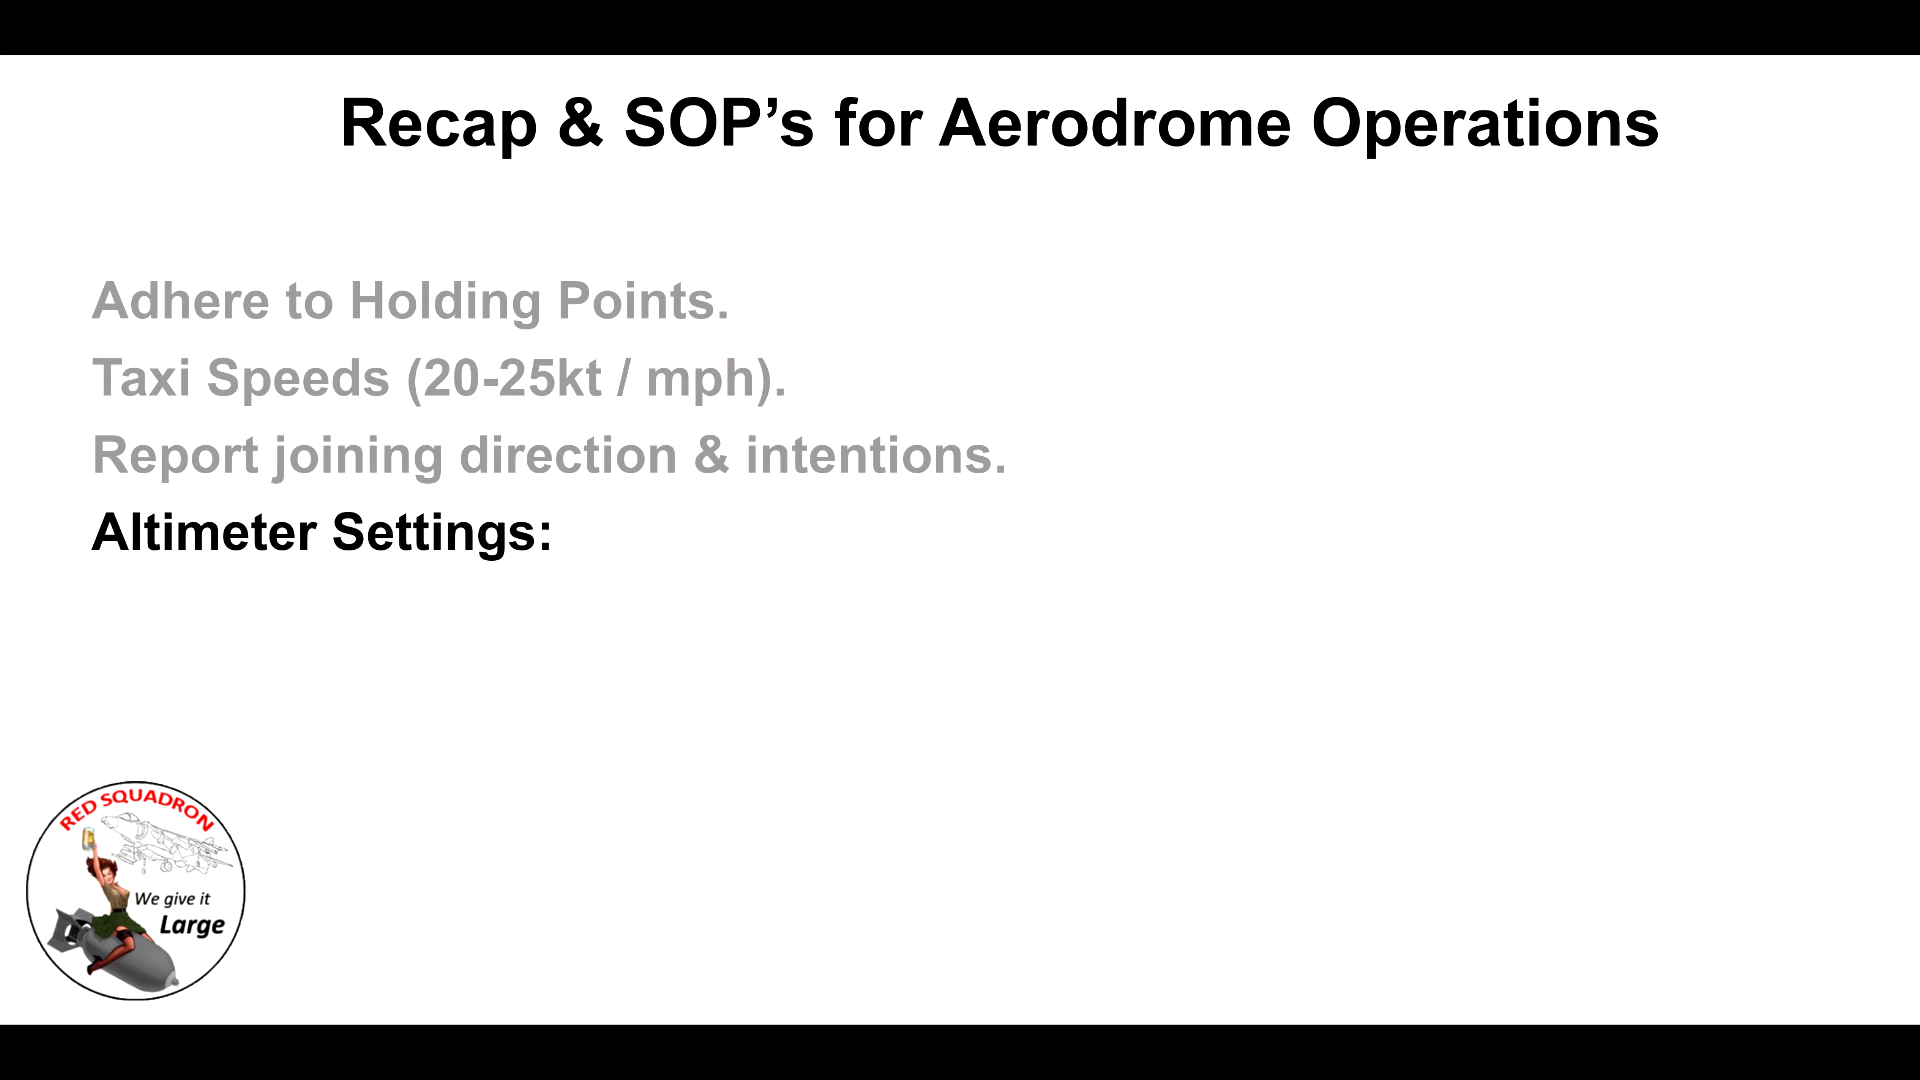 Recap & SOP’s for Aerodrome Operations
Adhere to Holding Points.
Taxi Speeds (20-25kt / mph).
Report joining direction & intentions.
Altimeter Settings:
RED SQUADRON
We give it
Large